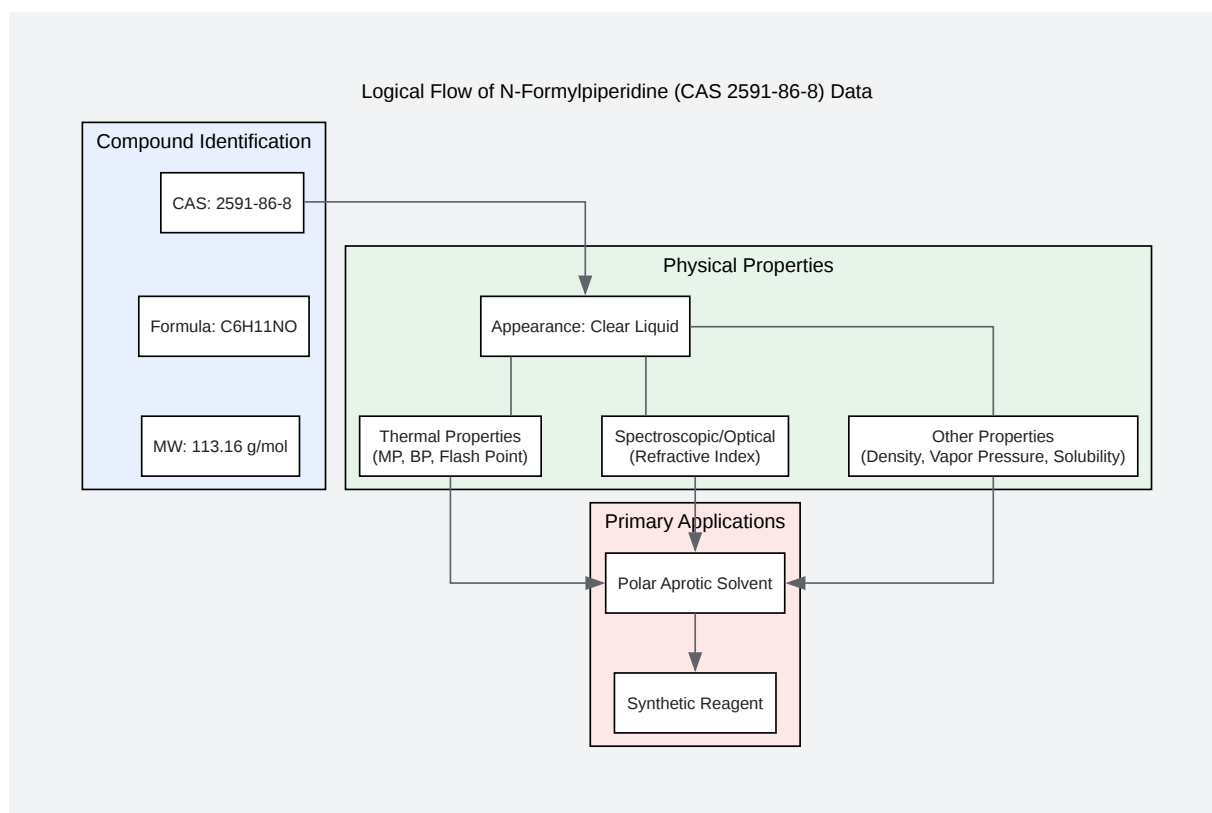 Logical Flow of N-Formylpiperidine (CAS 2591-86-8) Data
Compound Identification
CAS: 2591-86-8
Formula: C6H11NO
MW: 113.16 g/mol
Physical Properties
Appearance: Clear Liquid
Thermal Properties
(MP, BP, Flash Point)
Spectroscopic/Optical
(Refractive Index)
Other Properties
(Density, Vapor Pressure, Solubility)
Primary Applications
Polar Aprotic Solvent
Synthetic Reagent